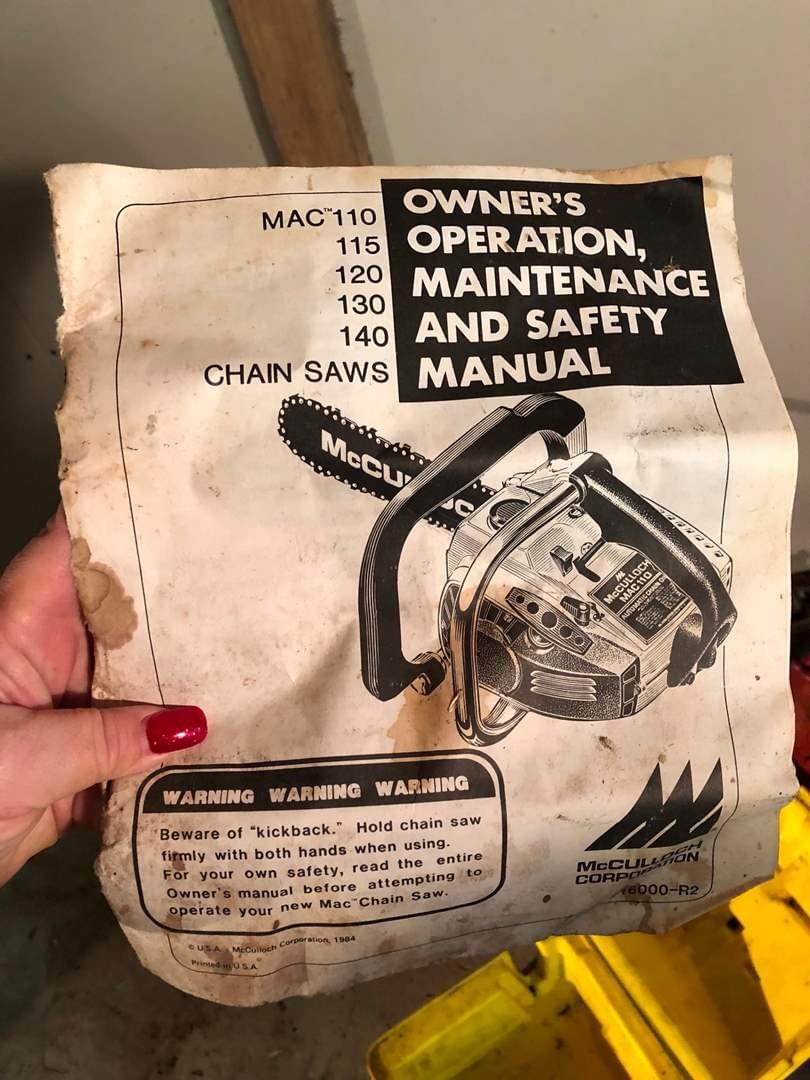 MAC™110
115
120
130
140
CHAIN SAWS
OWNER'S
OPERATION,
MAINTENANCE
AND SAFETY
MANUAL
McCU
McCULLOCH
MAC 110
WARNING WARNING WARNING
Beware of "kickback." Hold chain saw
firmly with both hands when using.
For your own safety, read the entire
Owner's manual before attempting to
operate your new Mac™Chain Saw.
McCULLOCH
CORPORATION
6000-R2
© U.S.A. McCulloch Corporation, 1984
Printed in U.S.A.